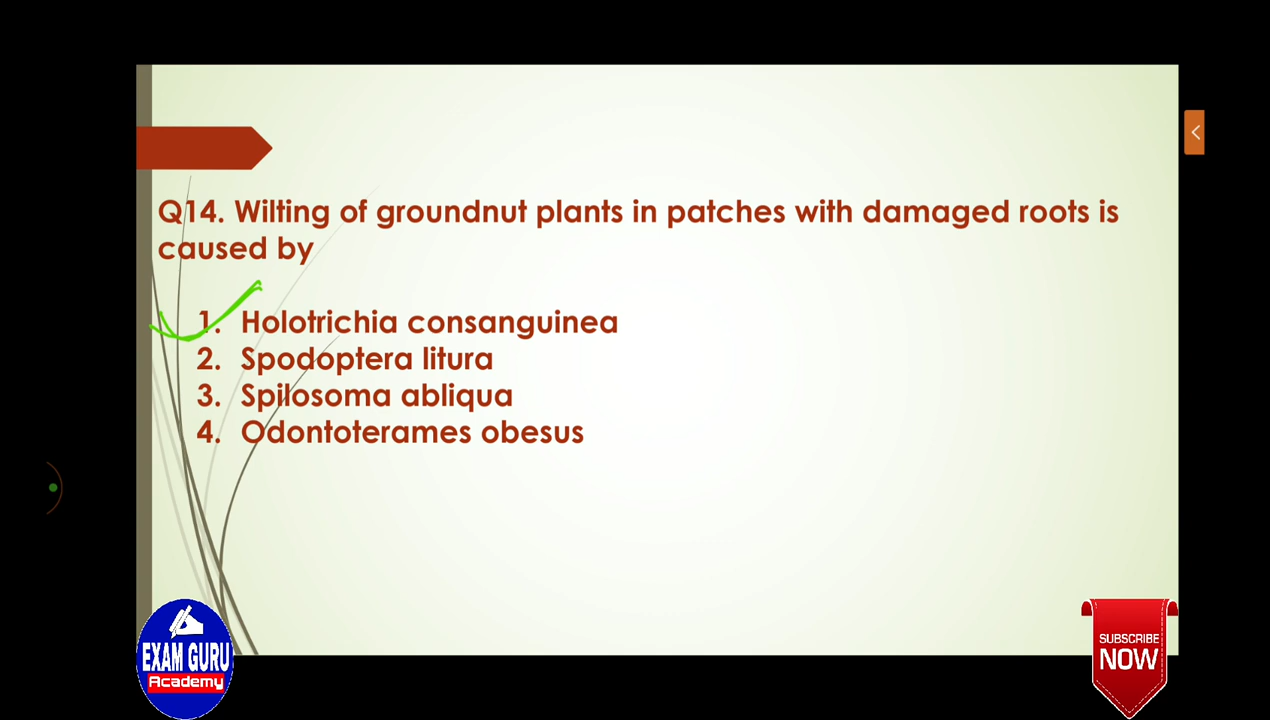 Q14. Wilting of groundnut plants in patches with damaged roots is
caused by
1. Holotrichia consanguinea
2. Spodoptera litura
3. Spilosoma abliqua
4. Odontoterames obesus
EXAM GURU
Academy
SUBSCRIBE
NOW